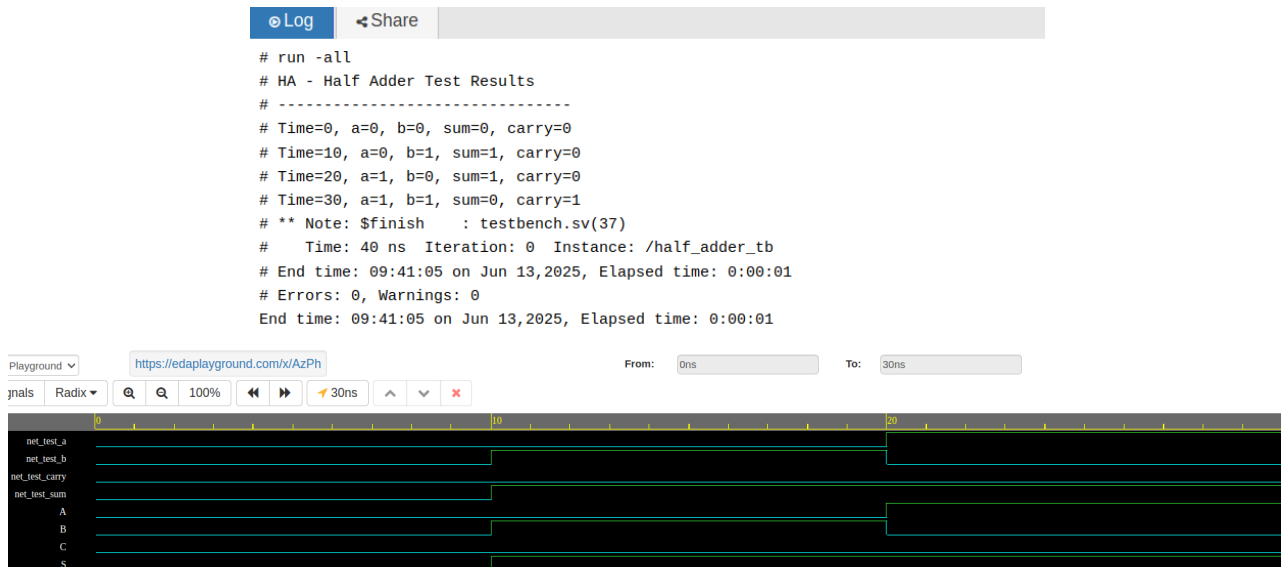 Log Share
# run -all
# HA - Half Adder Test Results
# --------------------------------
# Time=0, a=0, b=0, sum=0, carry=0
# Time=10, a=0, b=1, sum=1, carry=0
# Time=20, a=1, b=0, sum=1, carry=0
# Time=30, a=1, b=1, sum=0, carry=1
# ** Note: $finish    : testbench.sv(37)
#    Time: 40 ns  Iteration: 0  Instance: /half_adder_tb
# End time: 09:41:05 on Jun 13,2025, Elapsed time: 0:00:01
# Errors: 0, Warnings: 0
End time: 09:41:05 on Jun 13,2025, Elapsed time: 0:00:01
Playground https://edaplayground.com/x/AzPh From: 0ns To: 30ns
gnals Radix 100% 30ns
0 10 20
net_test_a
net_test_b
net_test_carry
net_test_sum
A
B
C
S